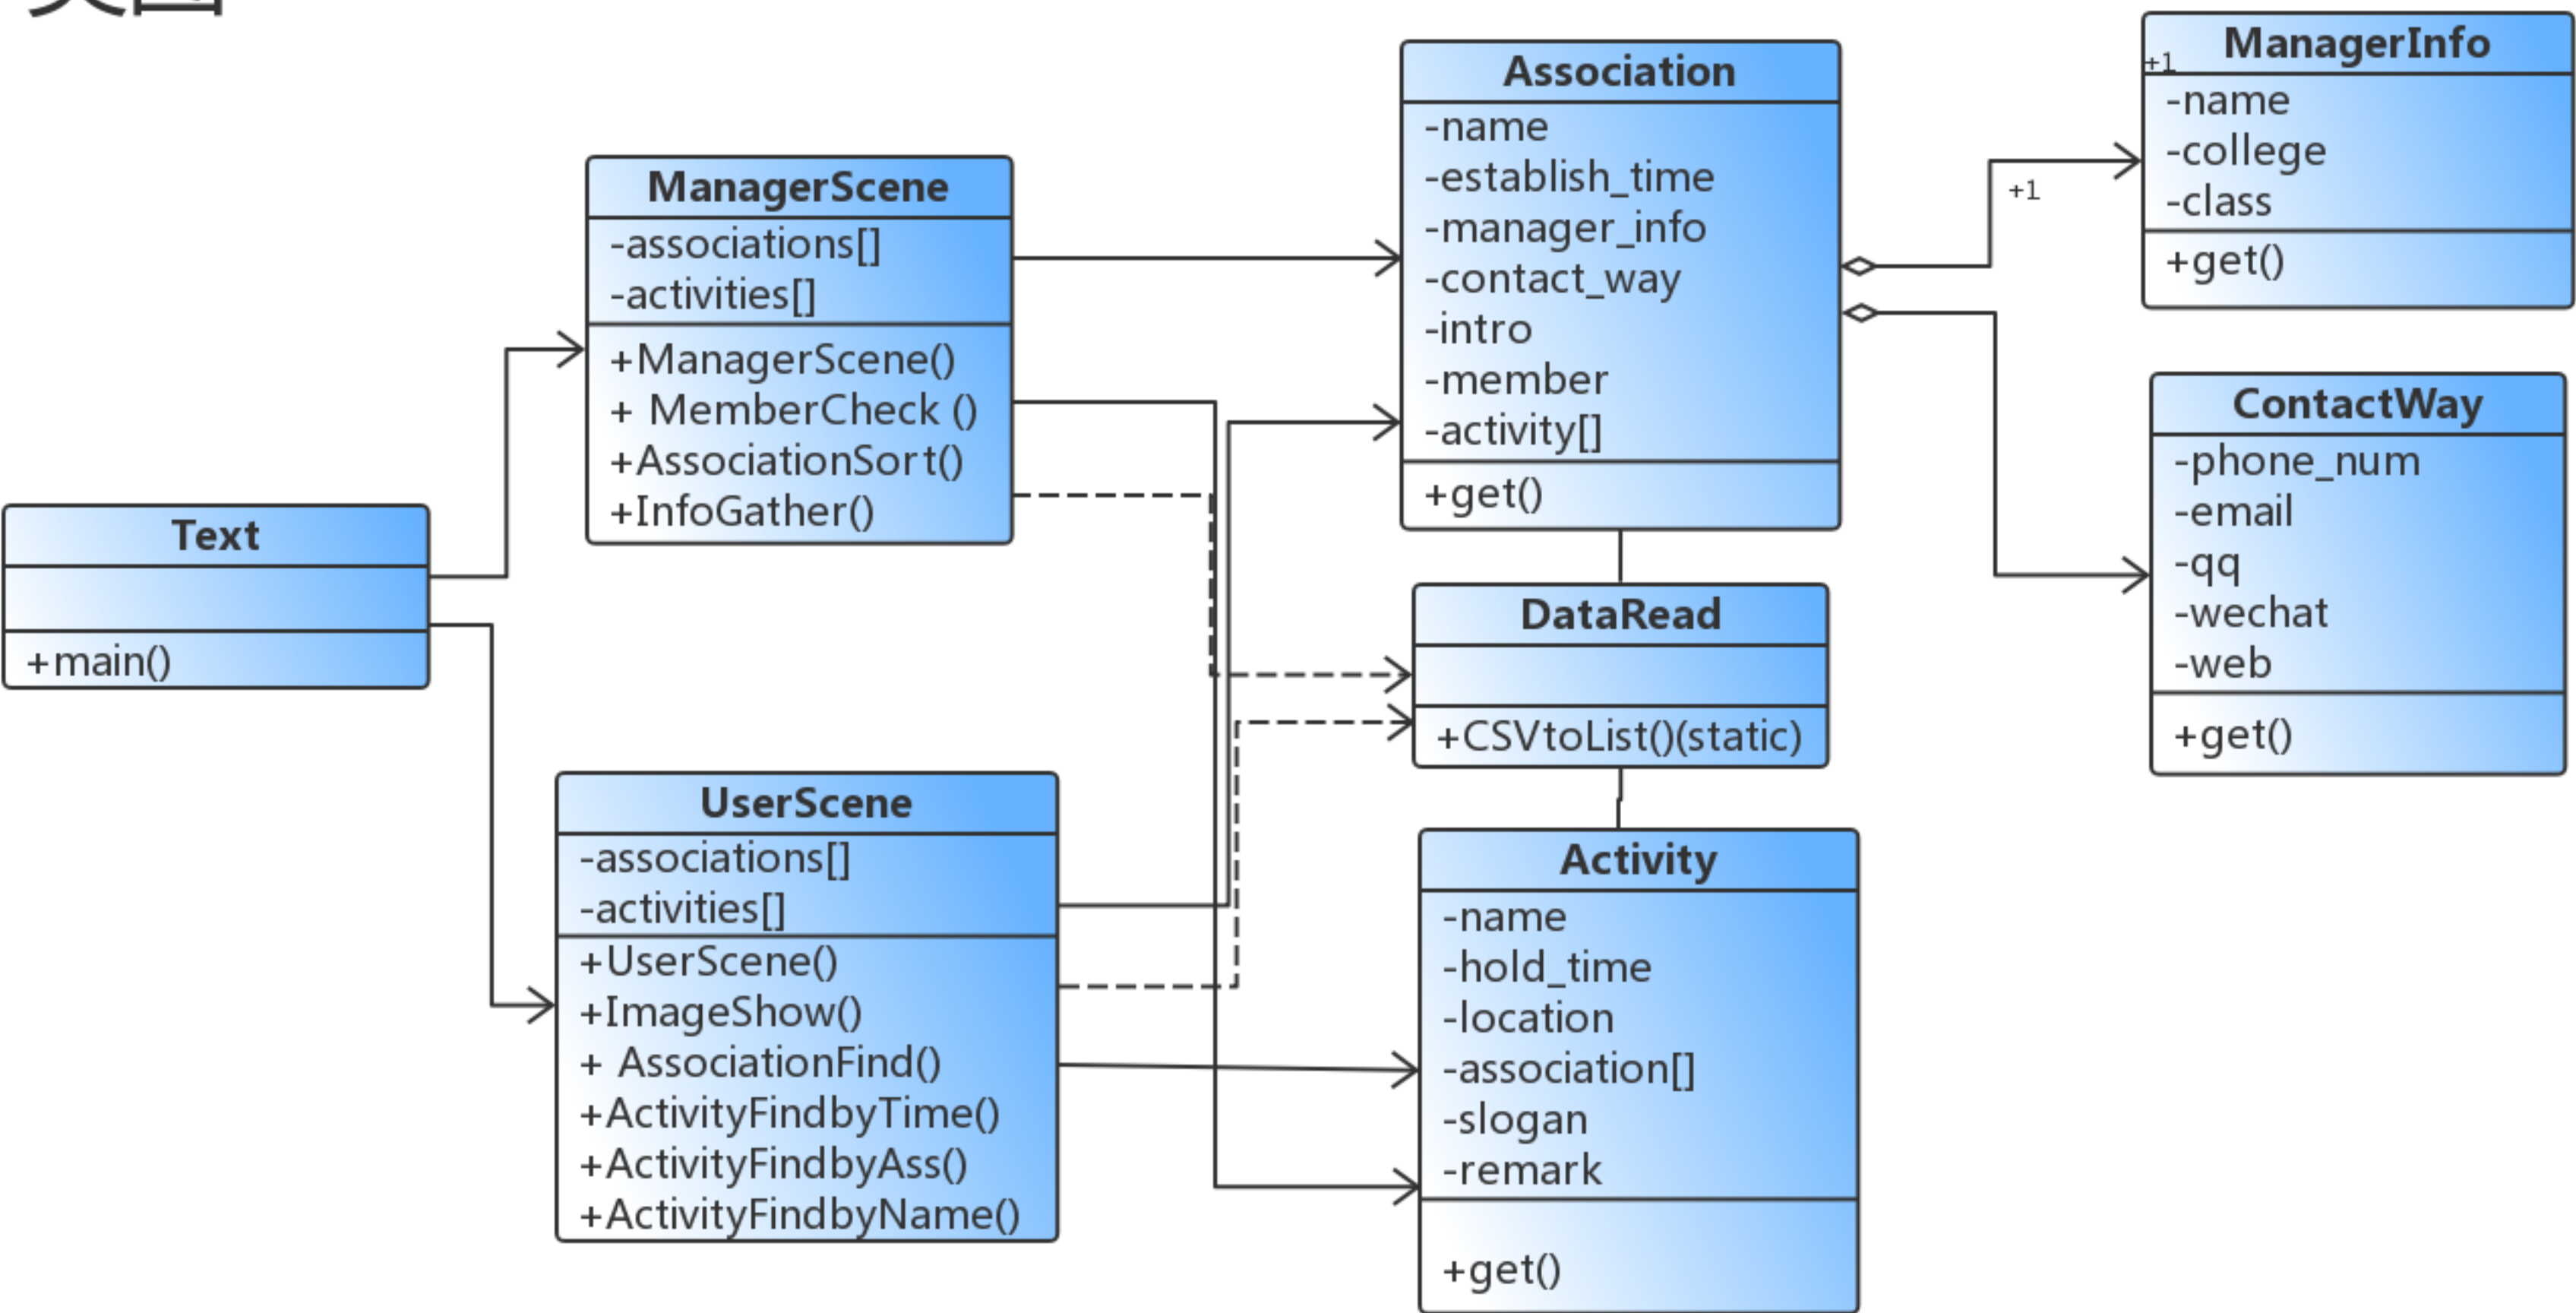 ManagerInfo
+1
-name
-college
-class
+get()
+1
Association
-name
-establish_time
-manager_info
-contact_way
-intro
-member
-activity[]
+get()
ManagerScene
-associations[]
-activities[]
+ManagerScene()
+ MemberCheck ()
+AssociationSort()
+InfoGather()
ContactWay
-phone_num
-email
-qq
-wechat
-web
+get()
Text
+main()
DataRead
+CSVtoList()(static)
UserScene
-associations[]
-activities[]
+UserScene()
+ImageShow()
+ AssociationFind()
+ActivityFindbyTime()
+ActivityFindbyAss()
+ActivityFindbyName()
Activity
-name
-hold_time
-location
-association[]
-slogan
-remark
+get()